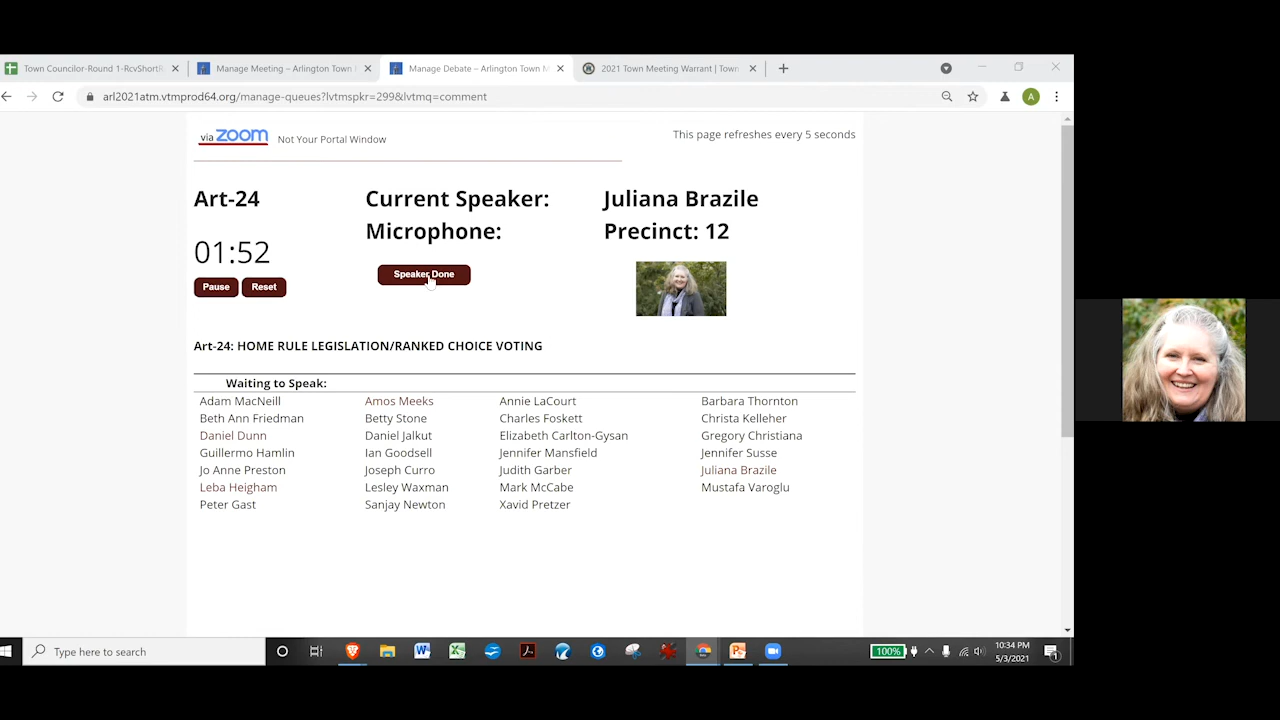 Town Councilor-Round 1-RcvShortR
Manage Meeting – Arlington Town
Manage Debate – Arlington Town M
2021 Town Meeting Warrant | Town
arl2021atm.vtmprod64.org/manage-queues?lvtmspkr=299&lvtmq=comment
A
via zoom Not Your Portal Window
This page refreshes every 5 seconds
Art-24 Current Speaker: Juliana Brazile
Microphone: Precinct: 12
01:52
Speaker Done
Pause Reset
Art-24: HOME RULE LEGISLATION/RANKED CHOICE VOTING
Waiting to Speak:
Adam MacNeill Amos Meeks Annie LaCourt Barbara Thornton
Beth Ann Friedman Betty Stone Charles Foskett Christa Kelleher
Daniel Dunn Daniel Jalkut Elizabeth Carlton-Gysan Gregory Christiana
Guillermo Hamlin Ian Goodsell Jennifer Mansfield Jennifer Susse
Jo Anne Preston Joseph Curro Judith Garber Juliana Brazile
Leba Heigham Lesley Waxman Mark McCabe Mustafa Varoglu
Peter Gast Sanjay Newton Xavid Pretzer
Type here to search
100%
10:34 PM
5/3/2021
1